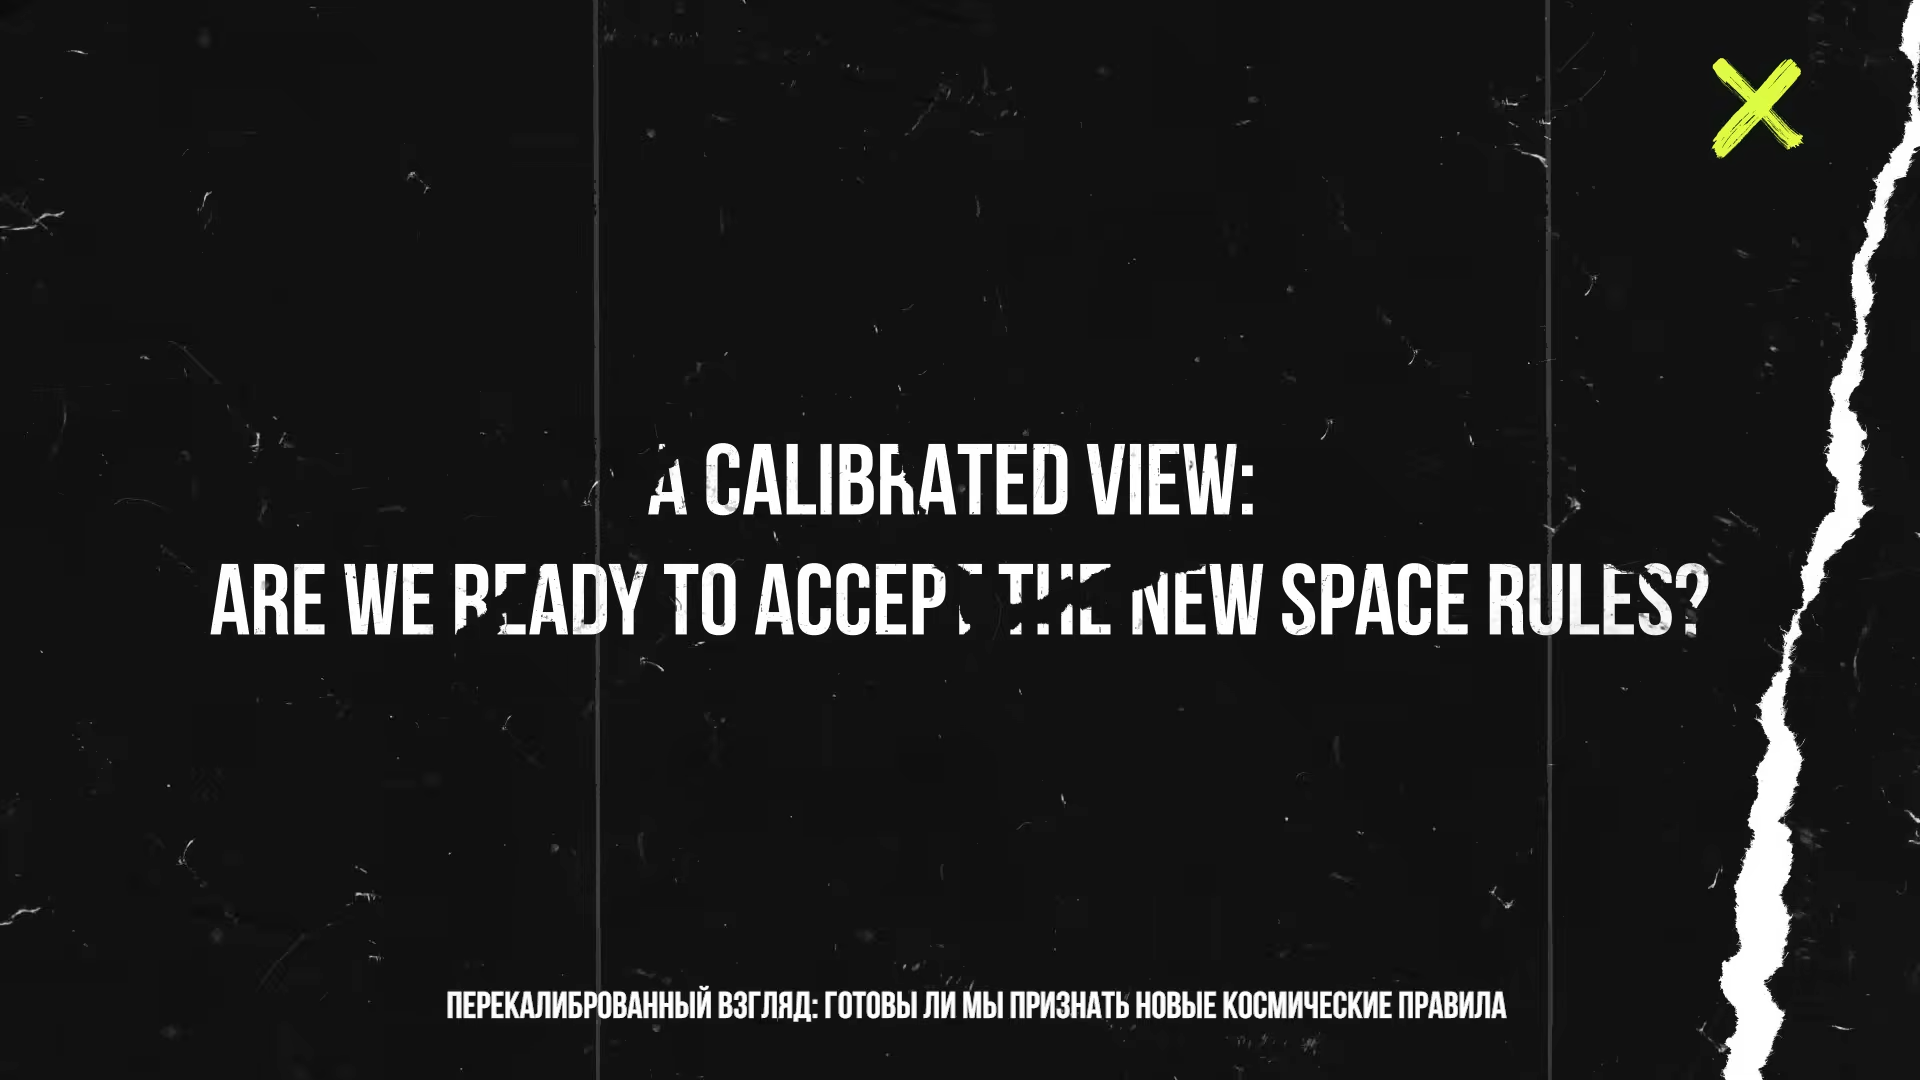 A CALIBRATED VIEW:
ARE WE READY TO ACCEPT THE NEW SPACE RULES?
ПЕРЕКАЛИБРОВАННЫЙ ВЗГЛЯД: ГОТОВЫ ЛИ МЫ ПРИЗНАТЬ НОВЫЕ КОСМИЧЕСКИЕ ПРАВИЛА